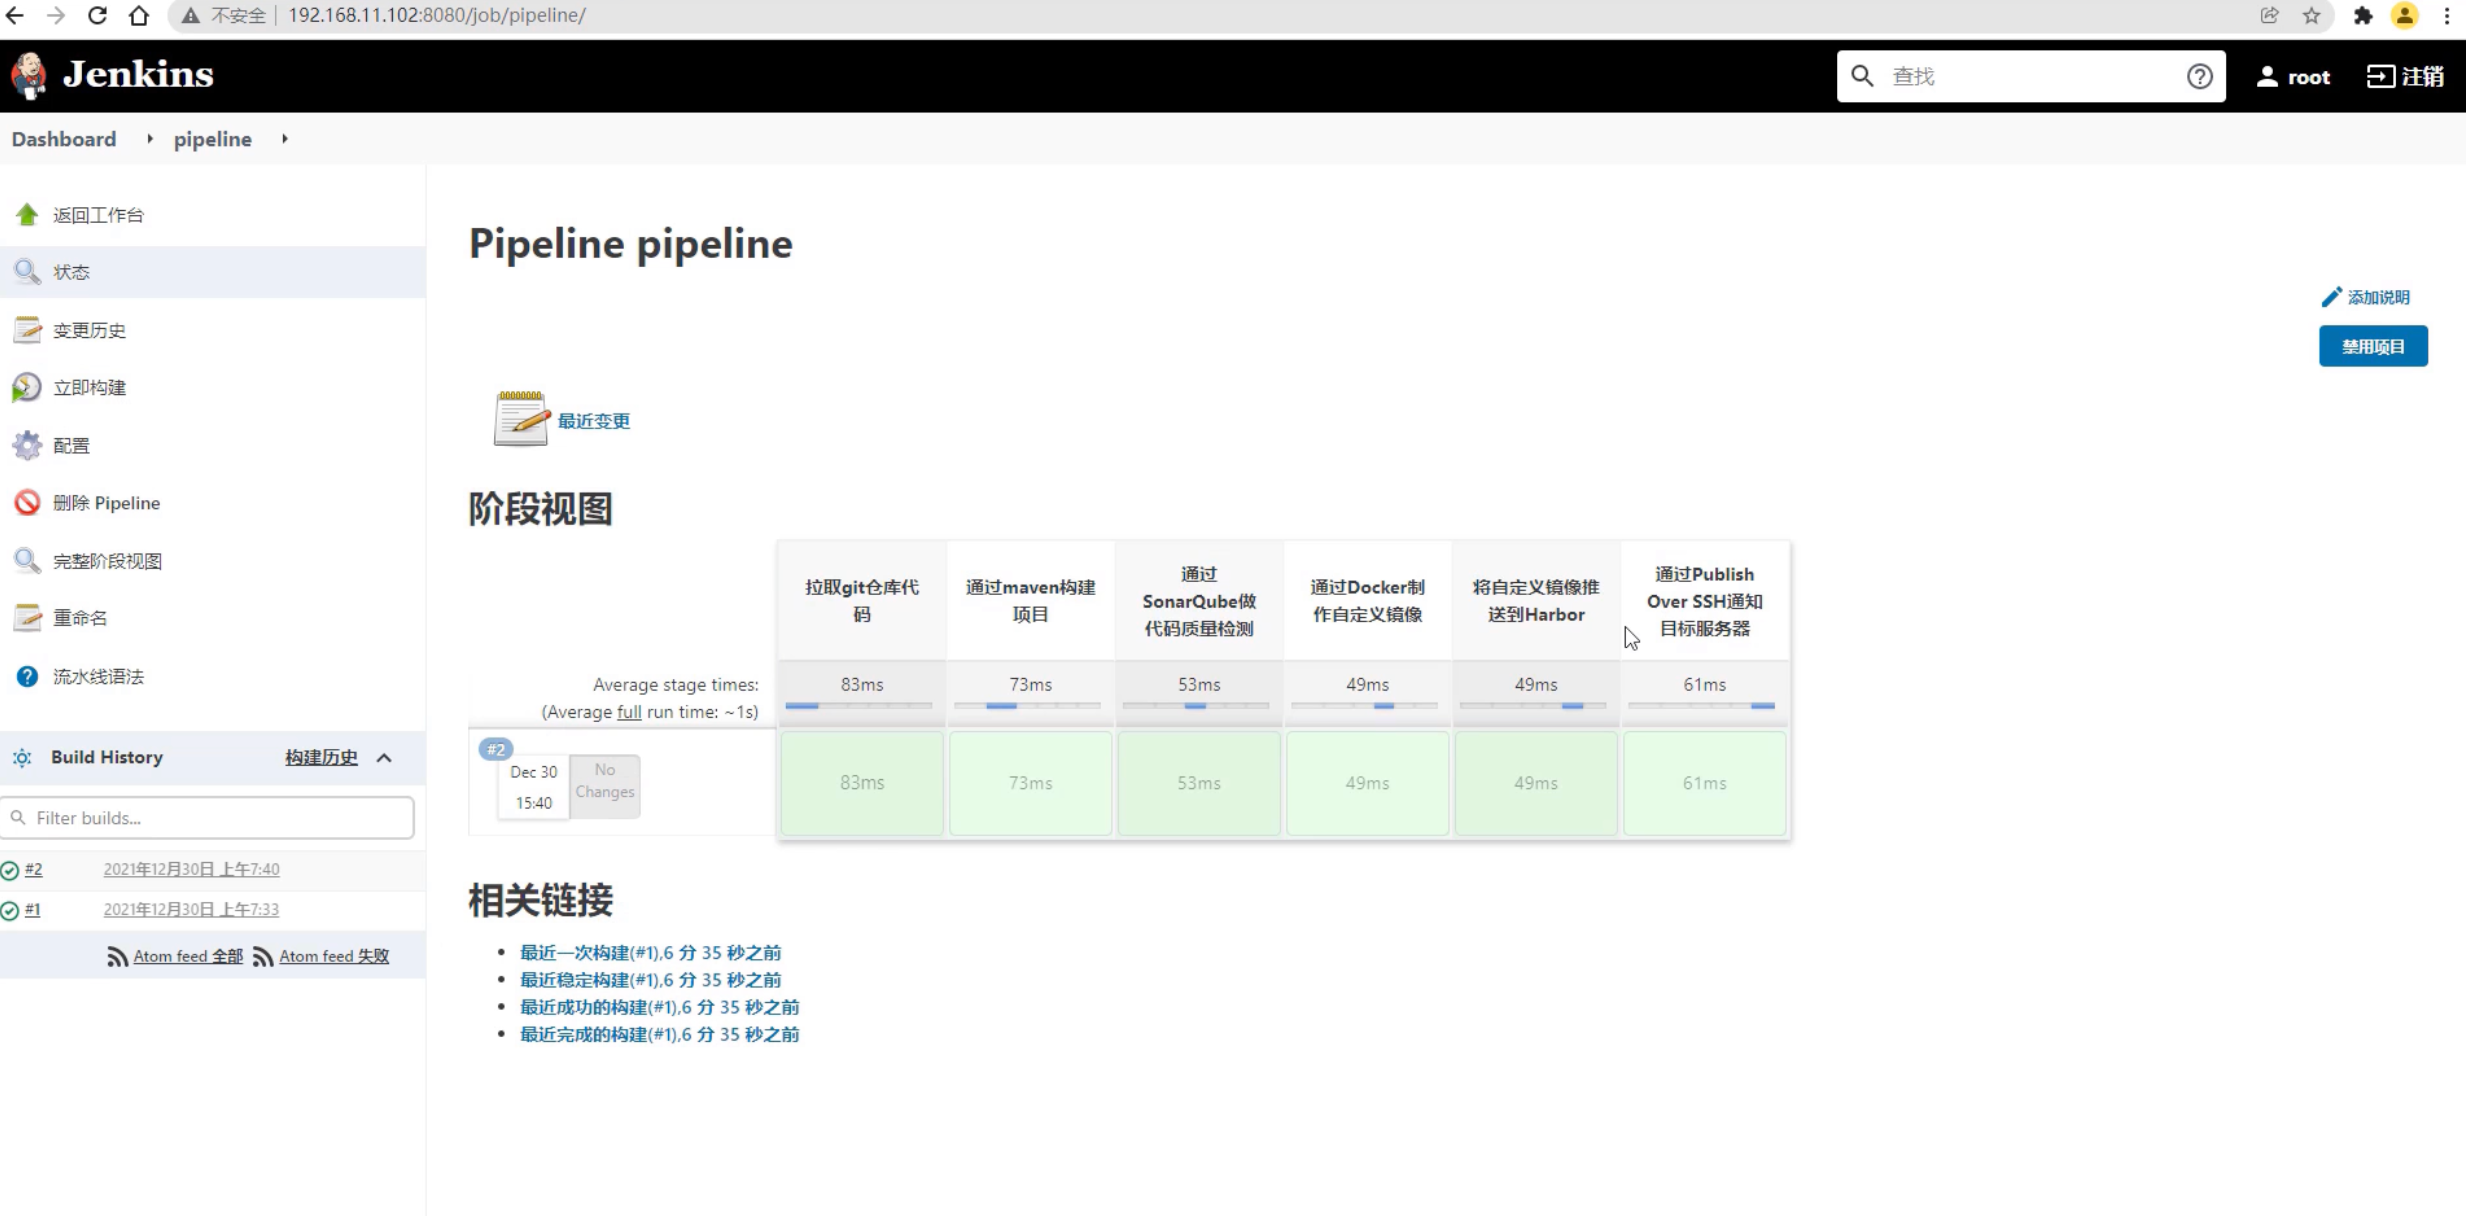 不安全 192.168.11.102:8080/job/pipeline/
Jenkins
查找
root
注销
Dashboard
pipeline
返回工作台
状态
变更历史
立即构建
配置
删除 Pipeline
完整阶段视图
重命名
流水线语法
Build History
构建历史
Filter builds...
#2 2021年12月30日 上午7:40
#1 2021年12月30日 上午7:33
Atom feed 全部 Atom feed 失败
Pipeline pipeline
添加说明
禁用项目
最近变更
阶段视图
拉取git仓库代
码
通过maven构建
项目
通过
SonarQube做
代码质量检测
通过Docker制
作自定义镜像
将自定义镜像推
送到Harbor
通过Publish
Over SSH通知
目标服务器
Average stage times:
(Average full run time: ~1s)
83ms 73ms 53ms 49ms 49ms 61ms
#2
Dec 30
15:40
No
Changes
83ms 73ms 53ms 49ms 49ms 61ms
相关链接
最近一次构建(#1),6 分 35 秒之前
最近稳定构建(#1),6 分 35 秒之前
最近成功的构建(#1),6 分 35 秒之前
最近完成的构建(#1),6 分 35 秒之前